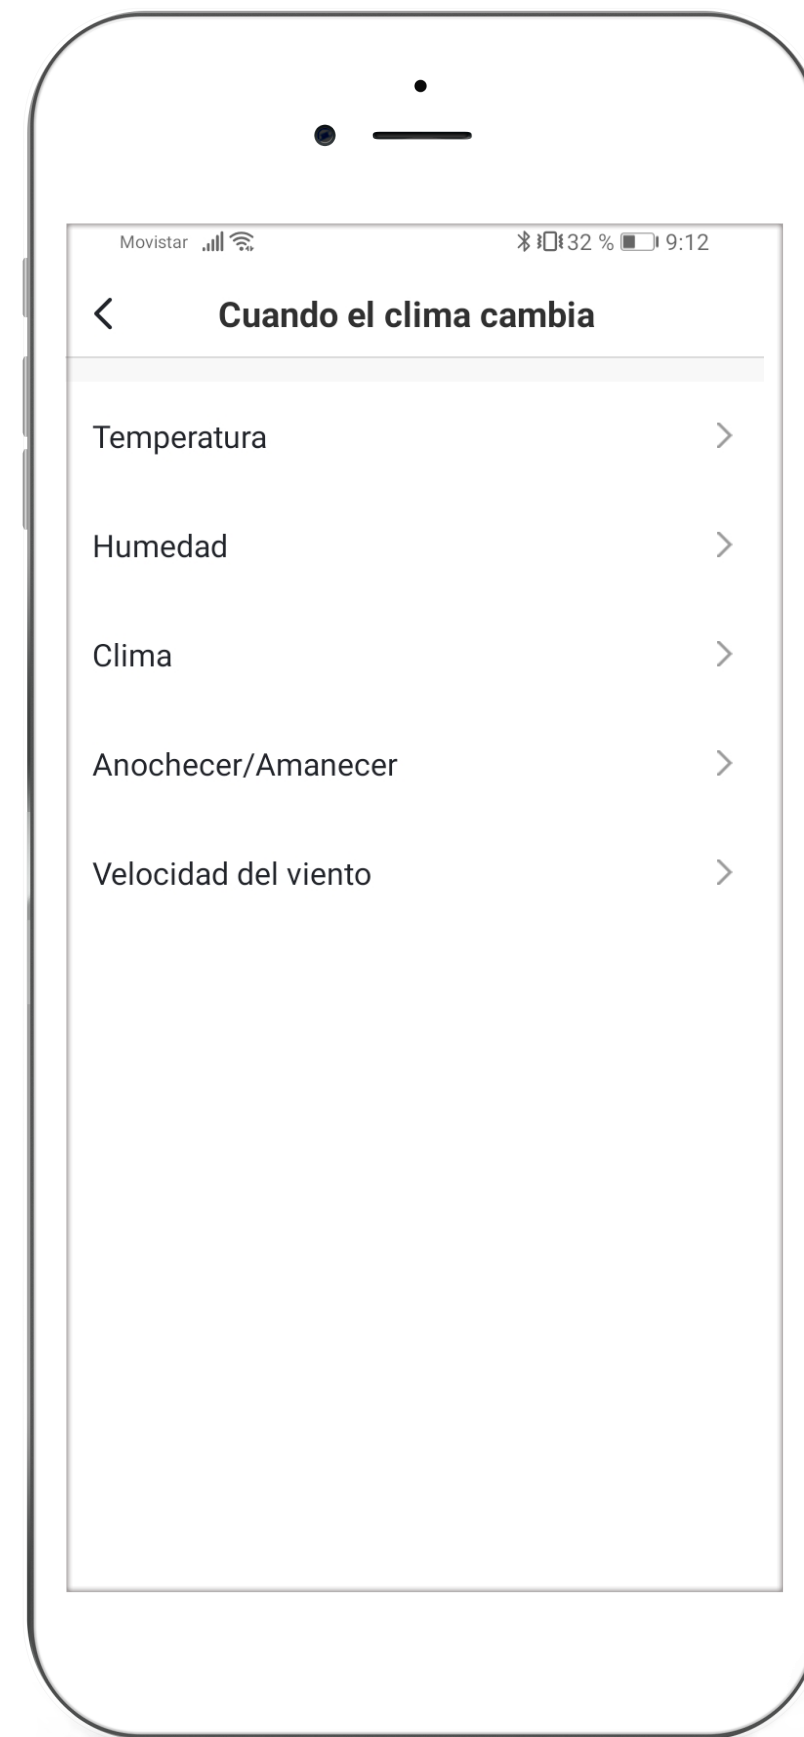 Movistar 32 % 9:12
Cuando el clima cambia
Temperatura
Humedad
Clima
Anochecer/Amanecer
Velocidad del viento